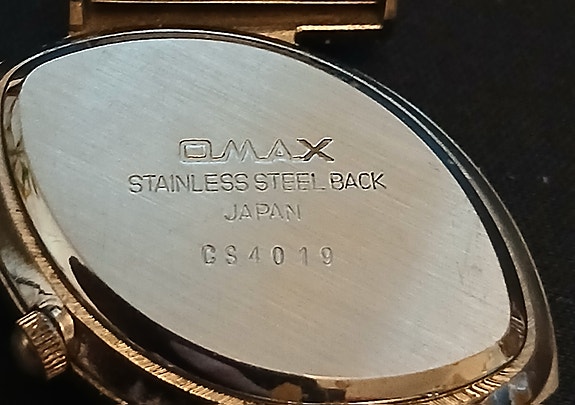 OMAX
STAINLESS STEEL BACK
JAPAN
CS4019